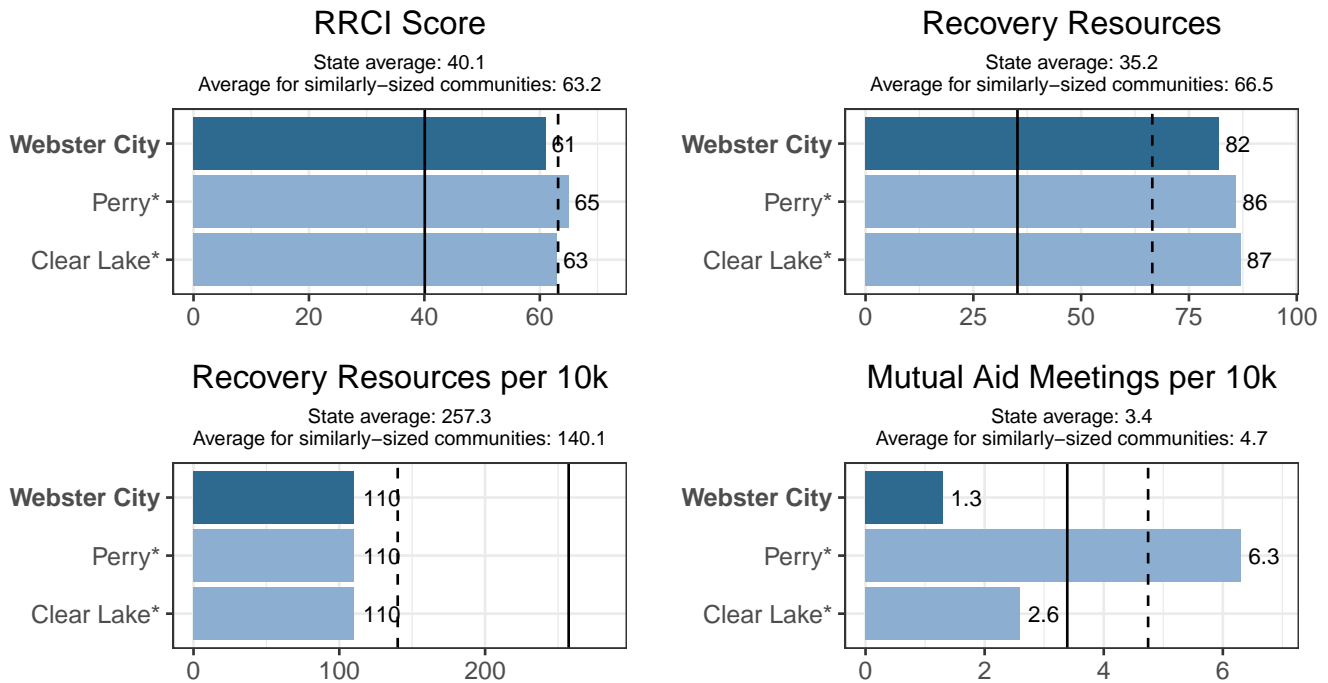 RRCI Score
State average: 40.1
Average for similarly−sized communities: 63.2
Webster City
61
Perry*
65
Clear Lake*
63
0 20 40 60
Recovery Resources
State average: 35.2
Average for similarly−sized communities: 66.5
Webster City
82
Perry*
86
Clear Lake*
87
0 25 50 75 100
Recovery Resources per 10k
State average: 257.3
Average for similarly−sized communities: 140.1
Webster City
110
Perry*
110
Clear Lake*
110
0 100 200
Mutual Aid Meetings per 10k
State average: 3.4
Average for similarly−sized communities: 4.7
Webster City
1.3
Perry*
6.3
Clear Lake*
2.6
0 2 4 6